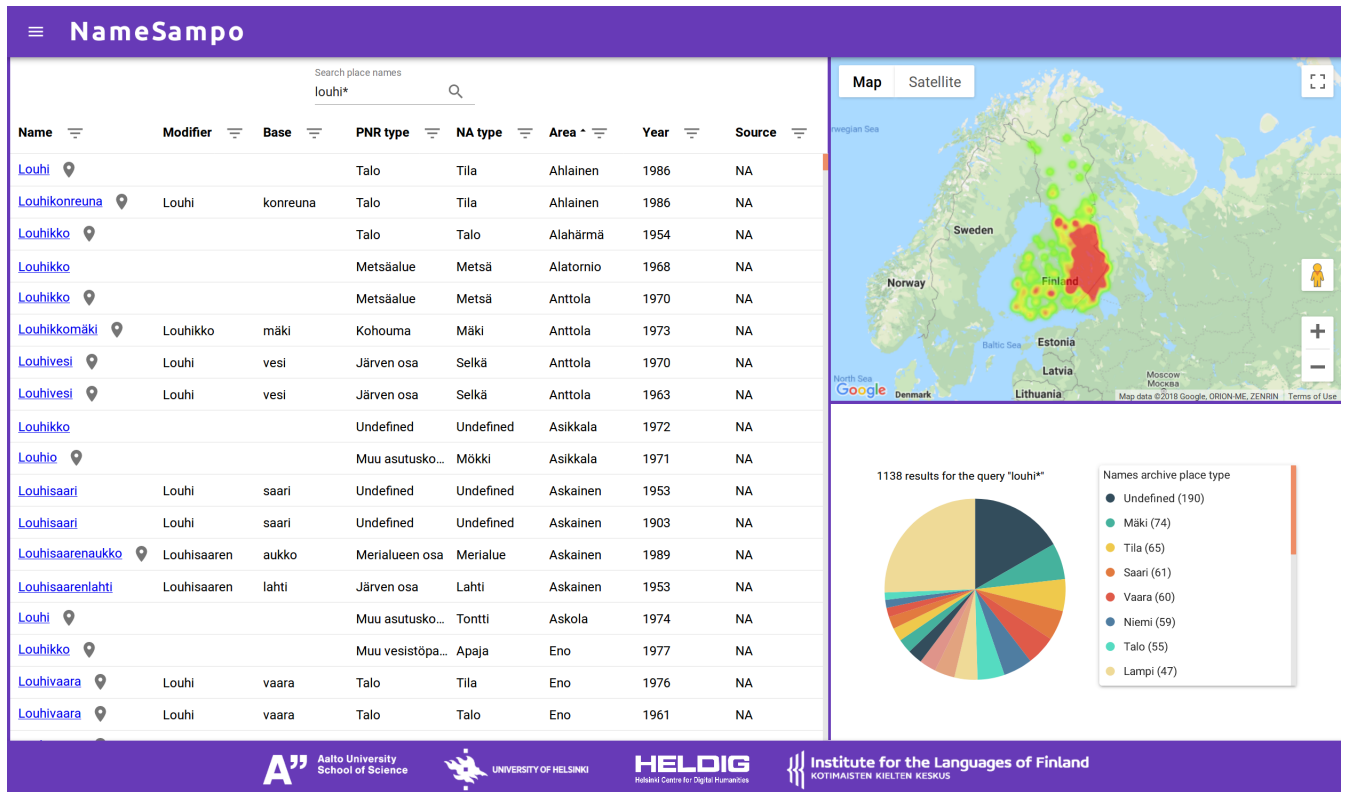 NameSampo
Search place names
louhi*
Name Modifier Base PNR type NA type Area Year Source
Louhi Talo Tila Ahlainen 1986 NA
Louhikonreuna Louhi konreuna Talo Tila Ahlainen 1986 NA
Louhikko Talo Talo Alahärmä 1954 NA
Louhikko Metsäalue Metsä Alatornio 1968 NA
Louhikko Metsäalue Metsä Anttola 1970 NA
Louhikkomäki Louhikko mäki Kohouma Mäki Anttola 1973 NA
Louhivesi Louhi vesi Järven osa Selkä Anttola 1970 NA
Louhivesi Louhi vesi Järven osa Selkä Anttola 1963 NA
Louhikko Undefined Undefined Asikkala 1972 NA
Louhio Muu asutusko... Mökki Asikkala 1971 NA
Louhisaari Louhi saari Undefined Undefined Askainen 1953 NA
Louhisaari Louhi saari Undefined Undefined Askainen 1903 NA
Louhisaarenaukko Louhisaaren aukko Merialueen osa Merialue Askainen 1989 NA
Louhisaarenlahti Louhisaaren lahti Järven osa Lahti Askainen 1953 NA
Louhi Muu asutusko... Tontti Askola 1974 NA
Louhikko Muu vesistöpa... Apaja Eno 1977 NA
Louhivaara Louhi vaara Talo Tila Eno 1976 NA
Louhivaara Louhi vaara Talo Talo Eno 1961 NA
Map Satellite
rwegian Sea
Sweden
Norway
Finland
Baltic Sea
Estonia
Latvia
North Sea
Moscow
Москва
Google
Denmark
Lithuania
Map data ©2018 Google, ORION-ME, ZENRIN Terms of Use
1138 results for the query "louhi*"
Names archive place type
Undefined (190)
Mäki (74)
Tila (65)
Saari (61)
Vaara (60)
Niemi (59)
Talo (55)
Lampi (47)
A”
Aalto University
School of Science
UNIVERSITY OF HELSINKI
HELDIG
Helsinki Centre for Digital Humanities
Institute for the Languages of Finland
KOTIMAISTEN KIELTEN KESKUS